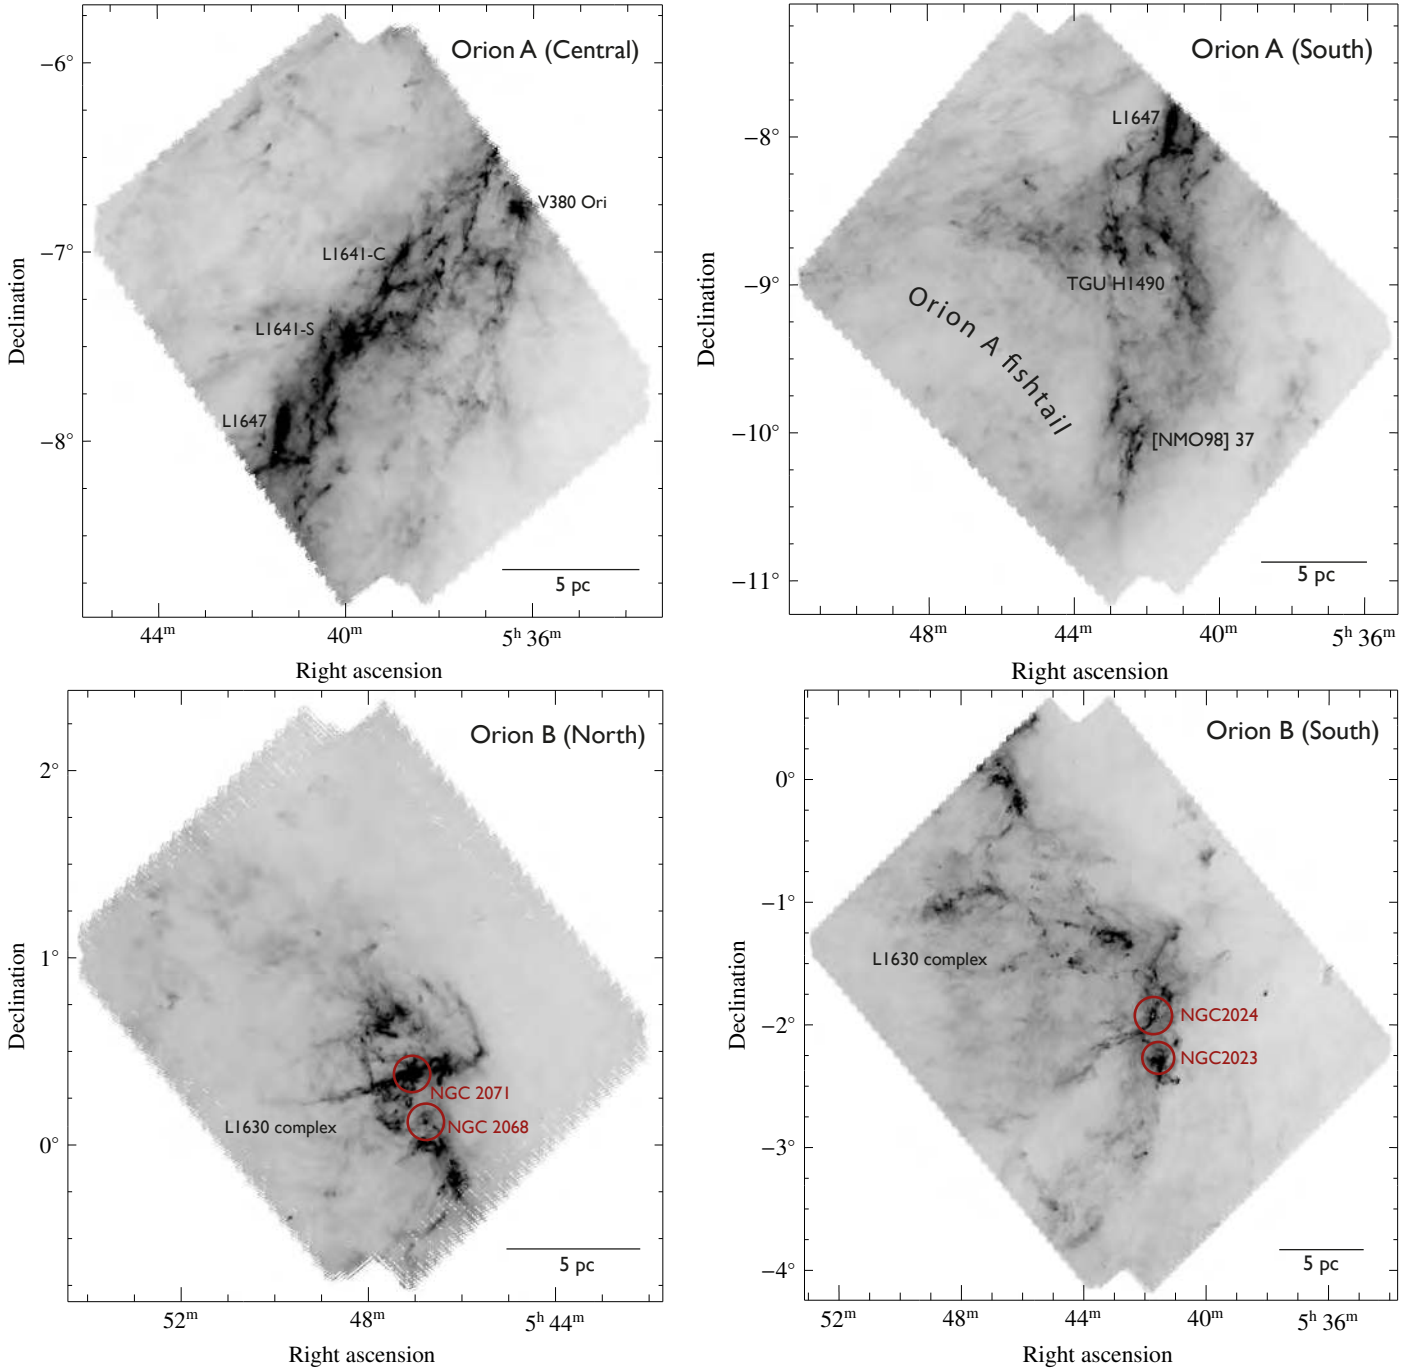 Orion A (Central)
−6°
V380 Ori
−7°
L1641-C
L1641-S
L1647
−8°
5 pc
44m
40m
5h 36m
Declination
Right ascension
Orion A (South)
L1647
−8°
TGU H1490
−9°
Orion A fishtail
−10°
[NMO98] 37
5 pc
−11°
48m
44m
40m
5h 36m
Declination
Right ascension
Orion B (North)
2°
1°
NGC 2071
L1630 complex
NGC 2068
0°
5 pc
52m
48m
5h 44m
Declination
Right ascension
Orion B (South)
0°
−1°
L1630 complex
NGC2024
−2°
NGC2023
−3°
5 pc
−4°
52m
48m
44m
40m
5h 36m
Declination
Right ascension